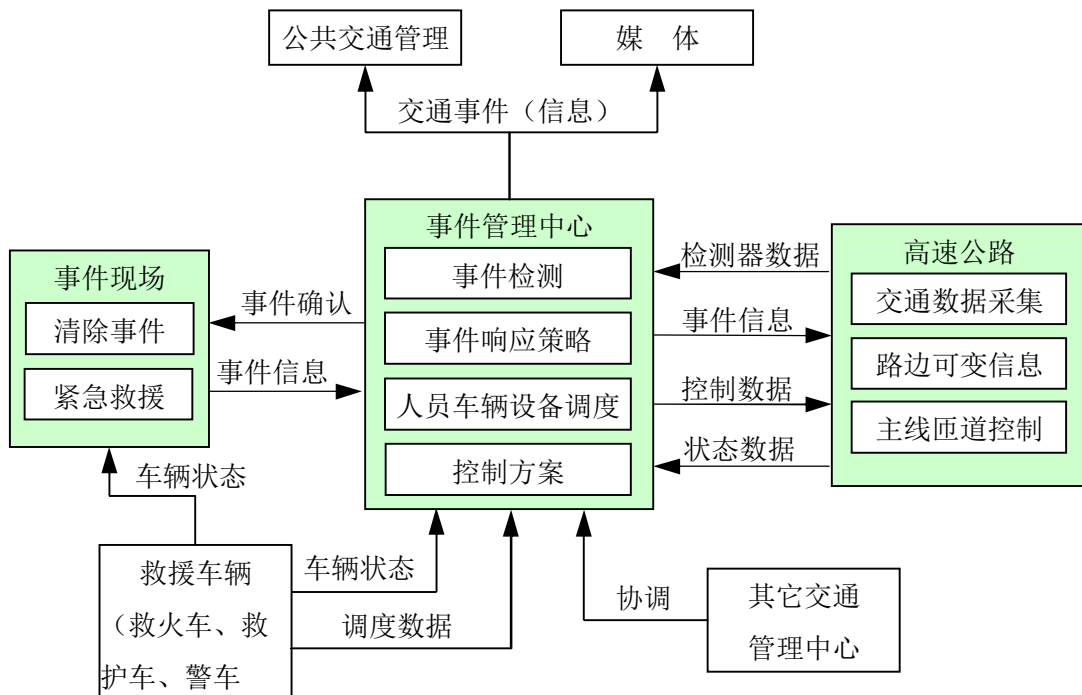 公共交通管理
媒 体
交通事件（信息）
事件管理中心
事件检测
事件响应策略
人员车辆设备调度
控制方案
事件现场
清除事件
紧急救援
事件确认
事件信息
检测器数据
事件信息
控制数据
状态数据
高速公路
交通数据采集
路边可变信息
主线匝道控制
车辆状态
救援车辆
（救火车、救
护车、警车
车辆状态
调度数据
协调
其它交通
管理中心